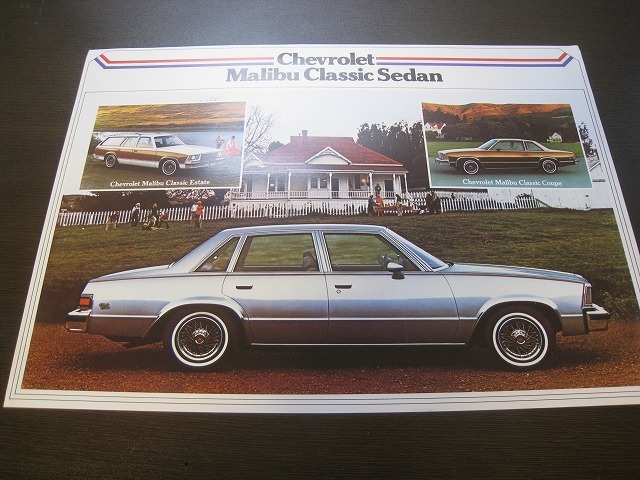 Chevrolet
Malibu Classic Sedan
Chevrolet Malibu Classic Estate
Chevrolet Malibu Classic Coupe